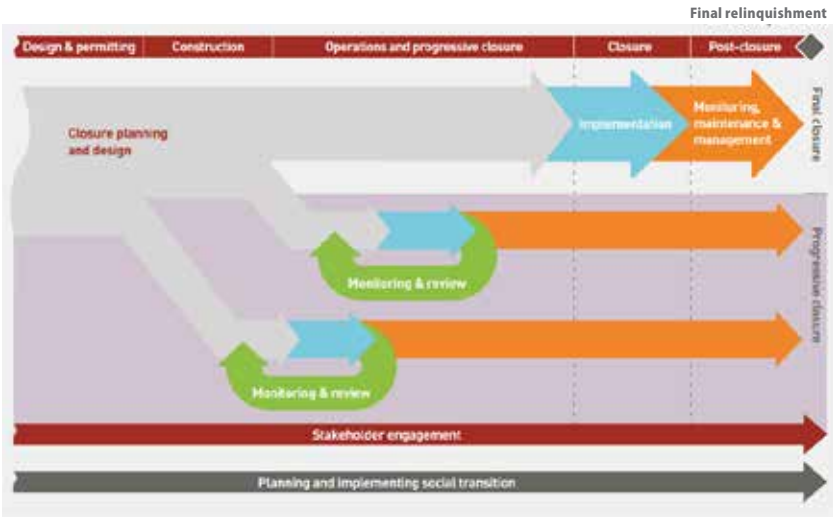 Final relinquishment
Design & permitting
Construction
Operations and progressive closure
Closure
Post-closure
Closure planning
and design
Implementation
Monitoring,
maintenance &
management
Final closure
Monitoring & review
Progressive closure
Monitoring & review
Stakeholder engagement
Planning and implementing social transition